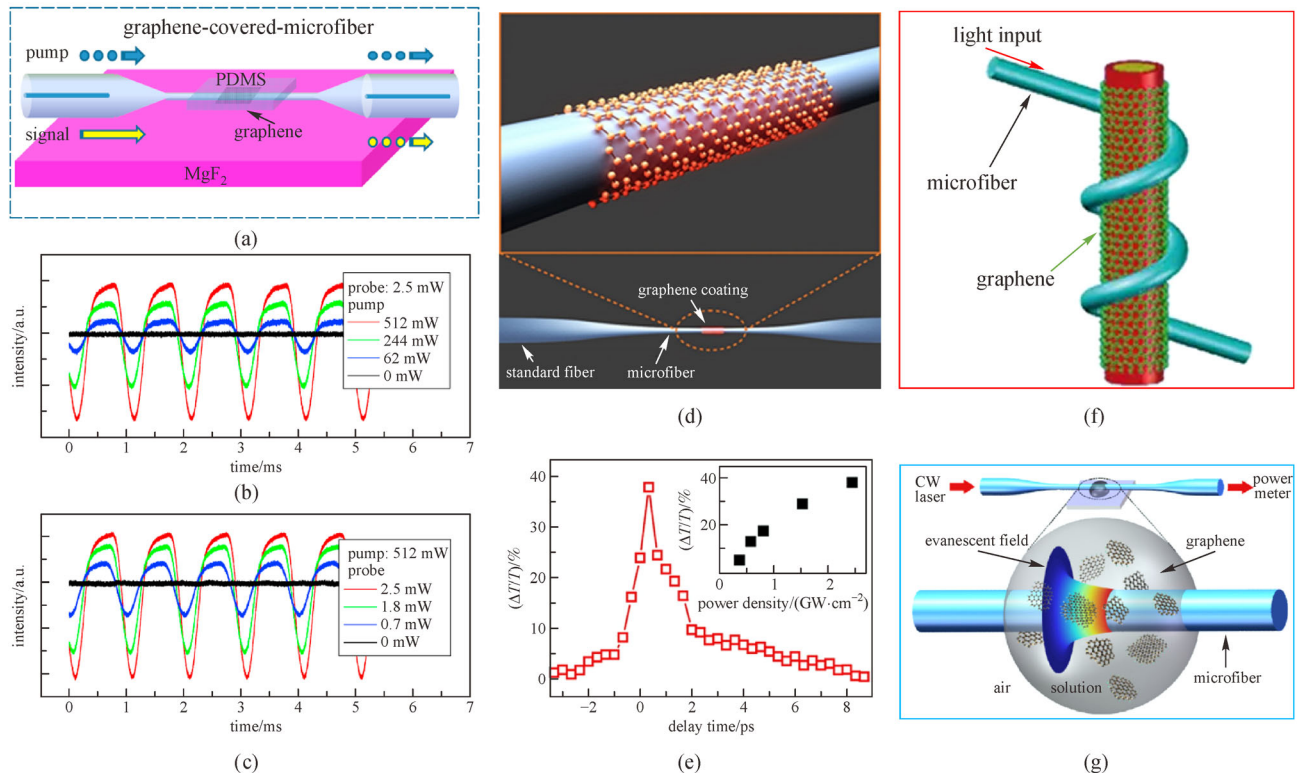 graphene-covered-microfiber
pump
PDMS
graphene
signal
MgF2
(a)
intensity/a.u.
probe: 2.5 mW
pump
512 mW
244 mW
62 mW
0 mW
0 1 2 3 4 5 6 7
time/ms
(b)
intensity/a.u.
pump: 512 mW
probe
2.5 mW
1.8 mW
0.7 mW
0 mW
0 1 2 3 4 5 6 7
time/ms
(c)
graphene coating
standard fiber
microfiber
(d)
(ΔT/T)/%
40
30
20
10
0
−2 0 2 4 6 8
delay time/ps
(ΔT/T)/%
40
20
0
0 1 2
power density/(GW·cm−2)
(e)
light input
microfiber
graphene
(f)
CW
laser
power
meter
evanescent field
graphene
air
solution
microfiber
(g)